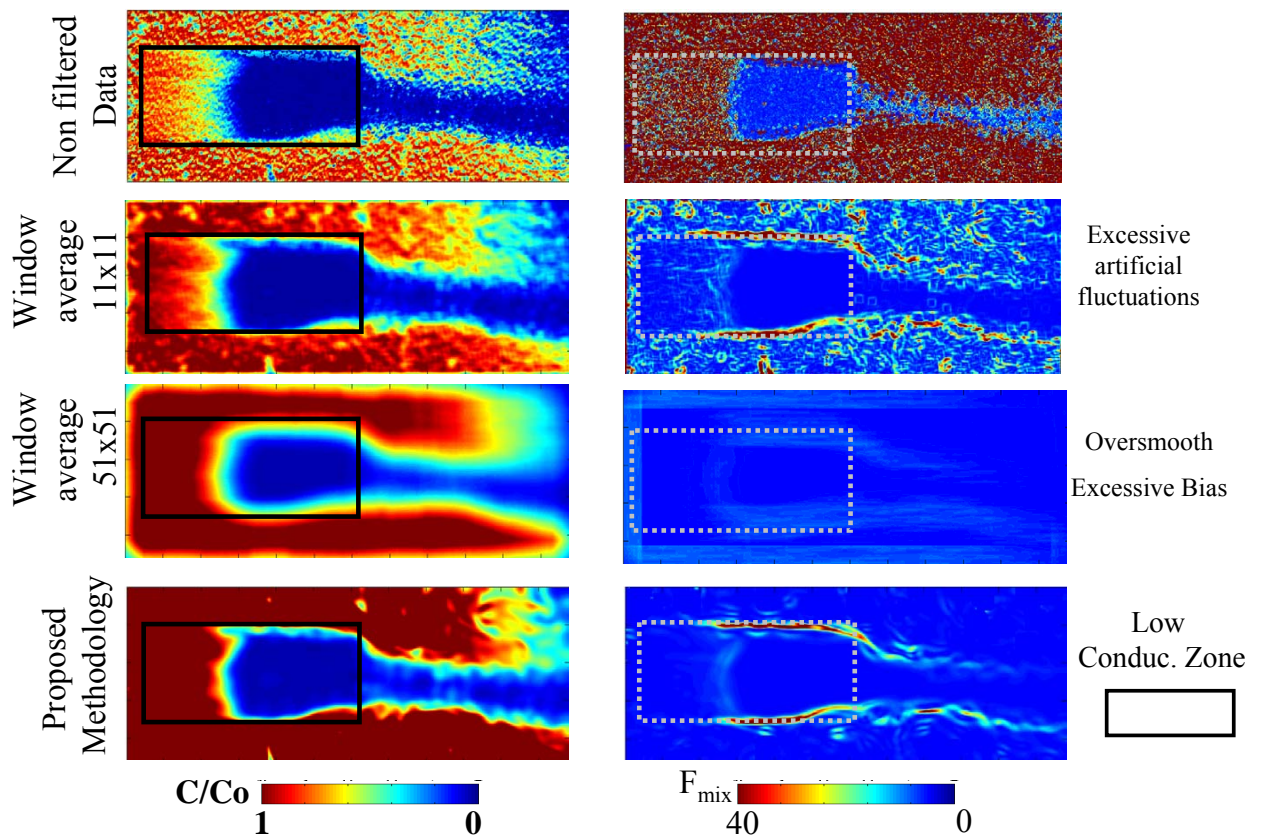 Non filtered
Data
Window
average
11x11
Excessive
artificial
fluctuations
Window
average
51x51
Oversmooth
Excessive Bias
Proposed
Methodology
Low
Conduc. Zone
C/Co
1
0
Fmix
40
0